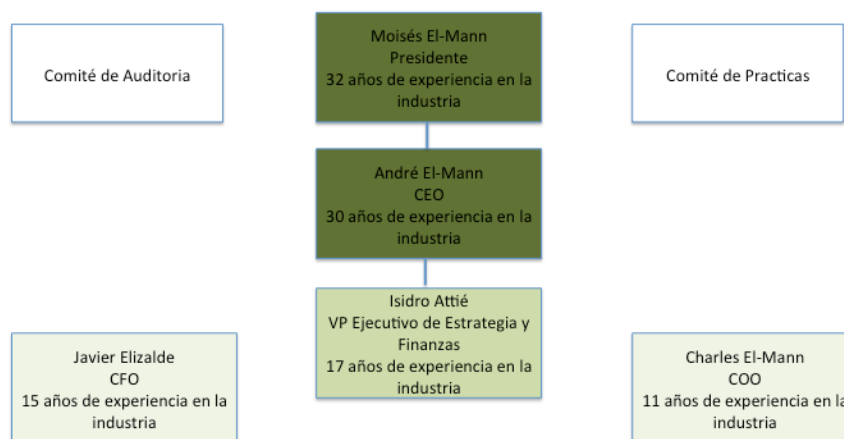 Comité de Auditoria
Moisés El-Mann
Presidente
32 años de experiencia en la
industria
Comité de Practicas
André El-Mann
CEO
30 años de experiencia en la
industria
Isidro Attié
VP Ejecutivo de Estrategia y
Finanzas
17 años de experiencia en la
industria
Javier Elizalde
CFO
15 años de experiencia en la
industria
Charles El-Mann
COO
11 años de experiencia en la
industria